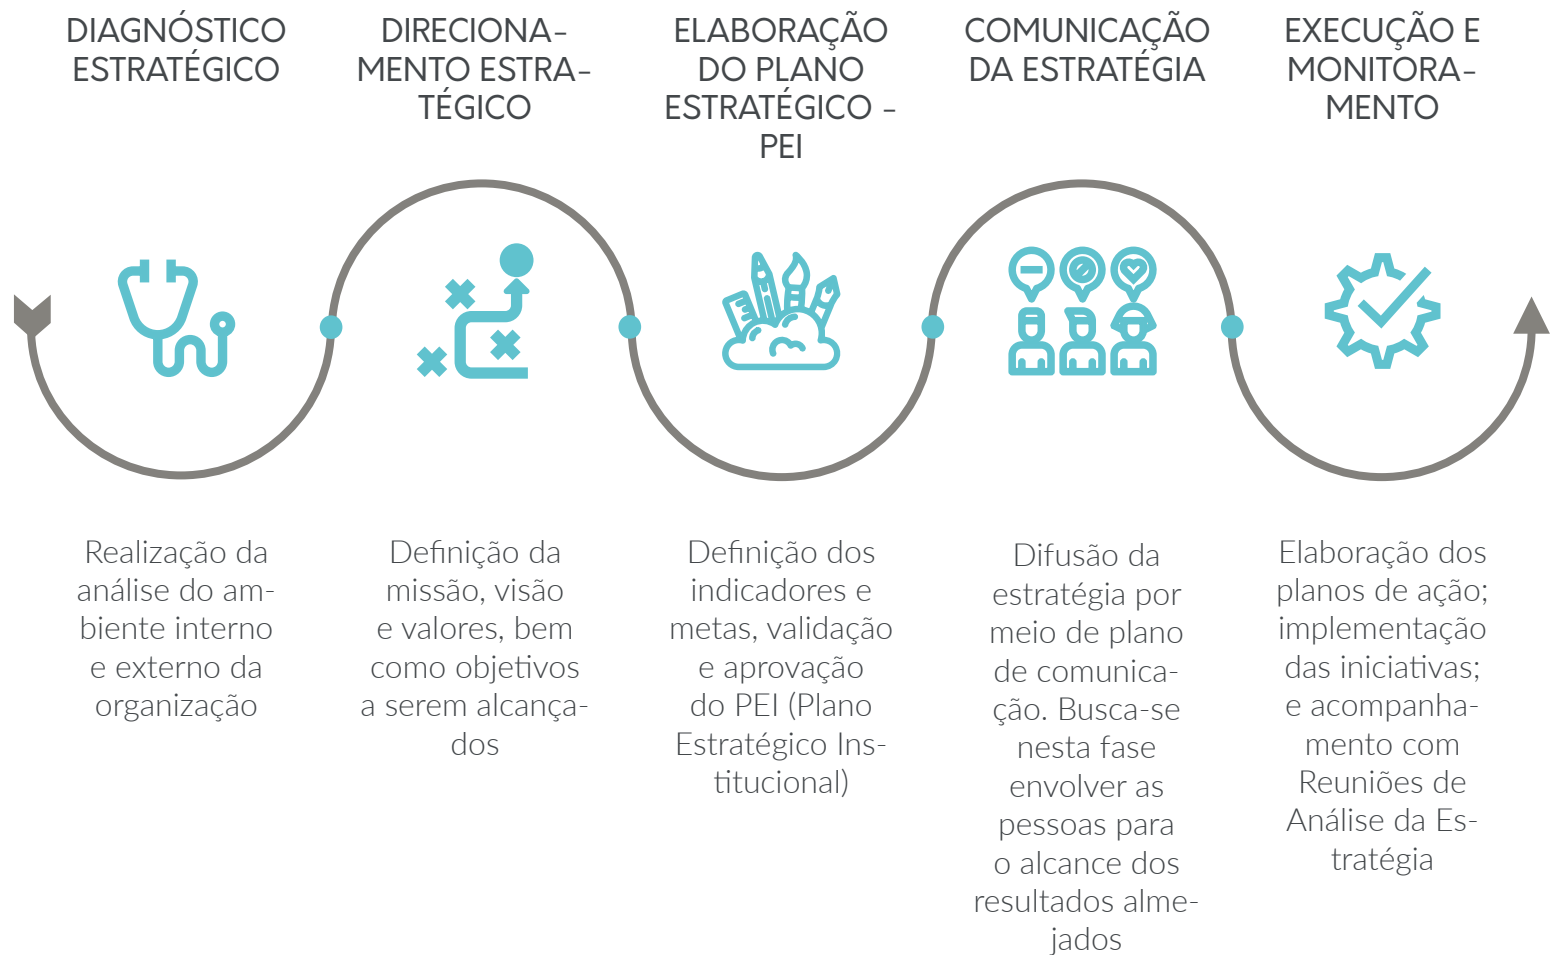 DIAGNÓSTICO
ESTRATÉGICO
DIRECIONA-
MENTO ESTRA-
TÉGICO
ELABORAÇÃO
DO PLANO
ESTRATÉGICO -
PEI
COMUNICAÇÃO
DA ESTRATÉGIA
EXECUÇÃO E
MONITORA-
MENTO
Realização da
análise do am-
biente interno
e externo da
organização
Definição da
missão, visão
e valores, bem
como objetivos
a serem alcança-
dos
Definição dos
indicadores e
metas, validação
e aprovação
do PEI (Plano
Estratégico Ins-
titucional)
Difusão da
estratégia por
meio de plano
de comunica-
ção. Busca-se
nesta fase
envolver as
pessoas para
o alcance dos
resultados alme-
jados
Elaboração dos
planos de ação;
implementação
das iniciativas;
e acompanha-
mento com
Reuniões de
Análise da Es-
tratégia